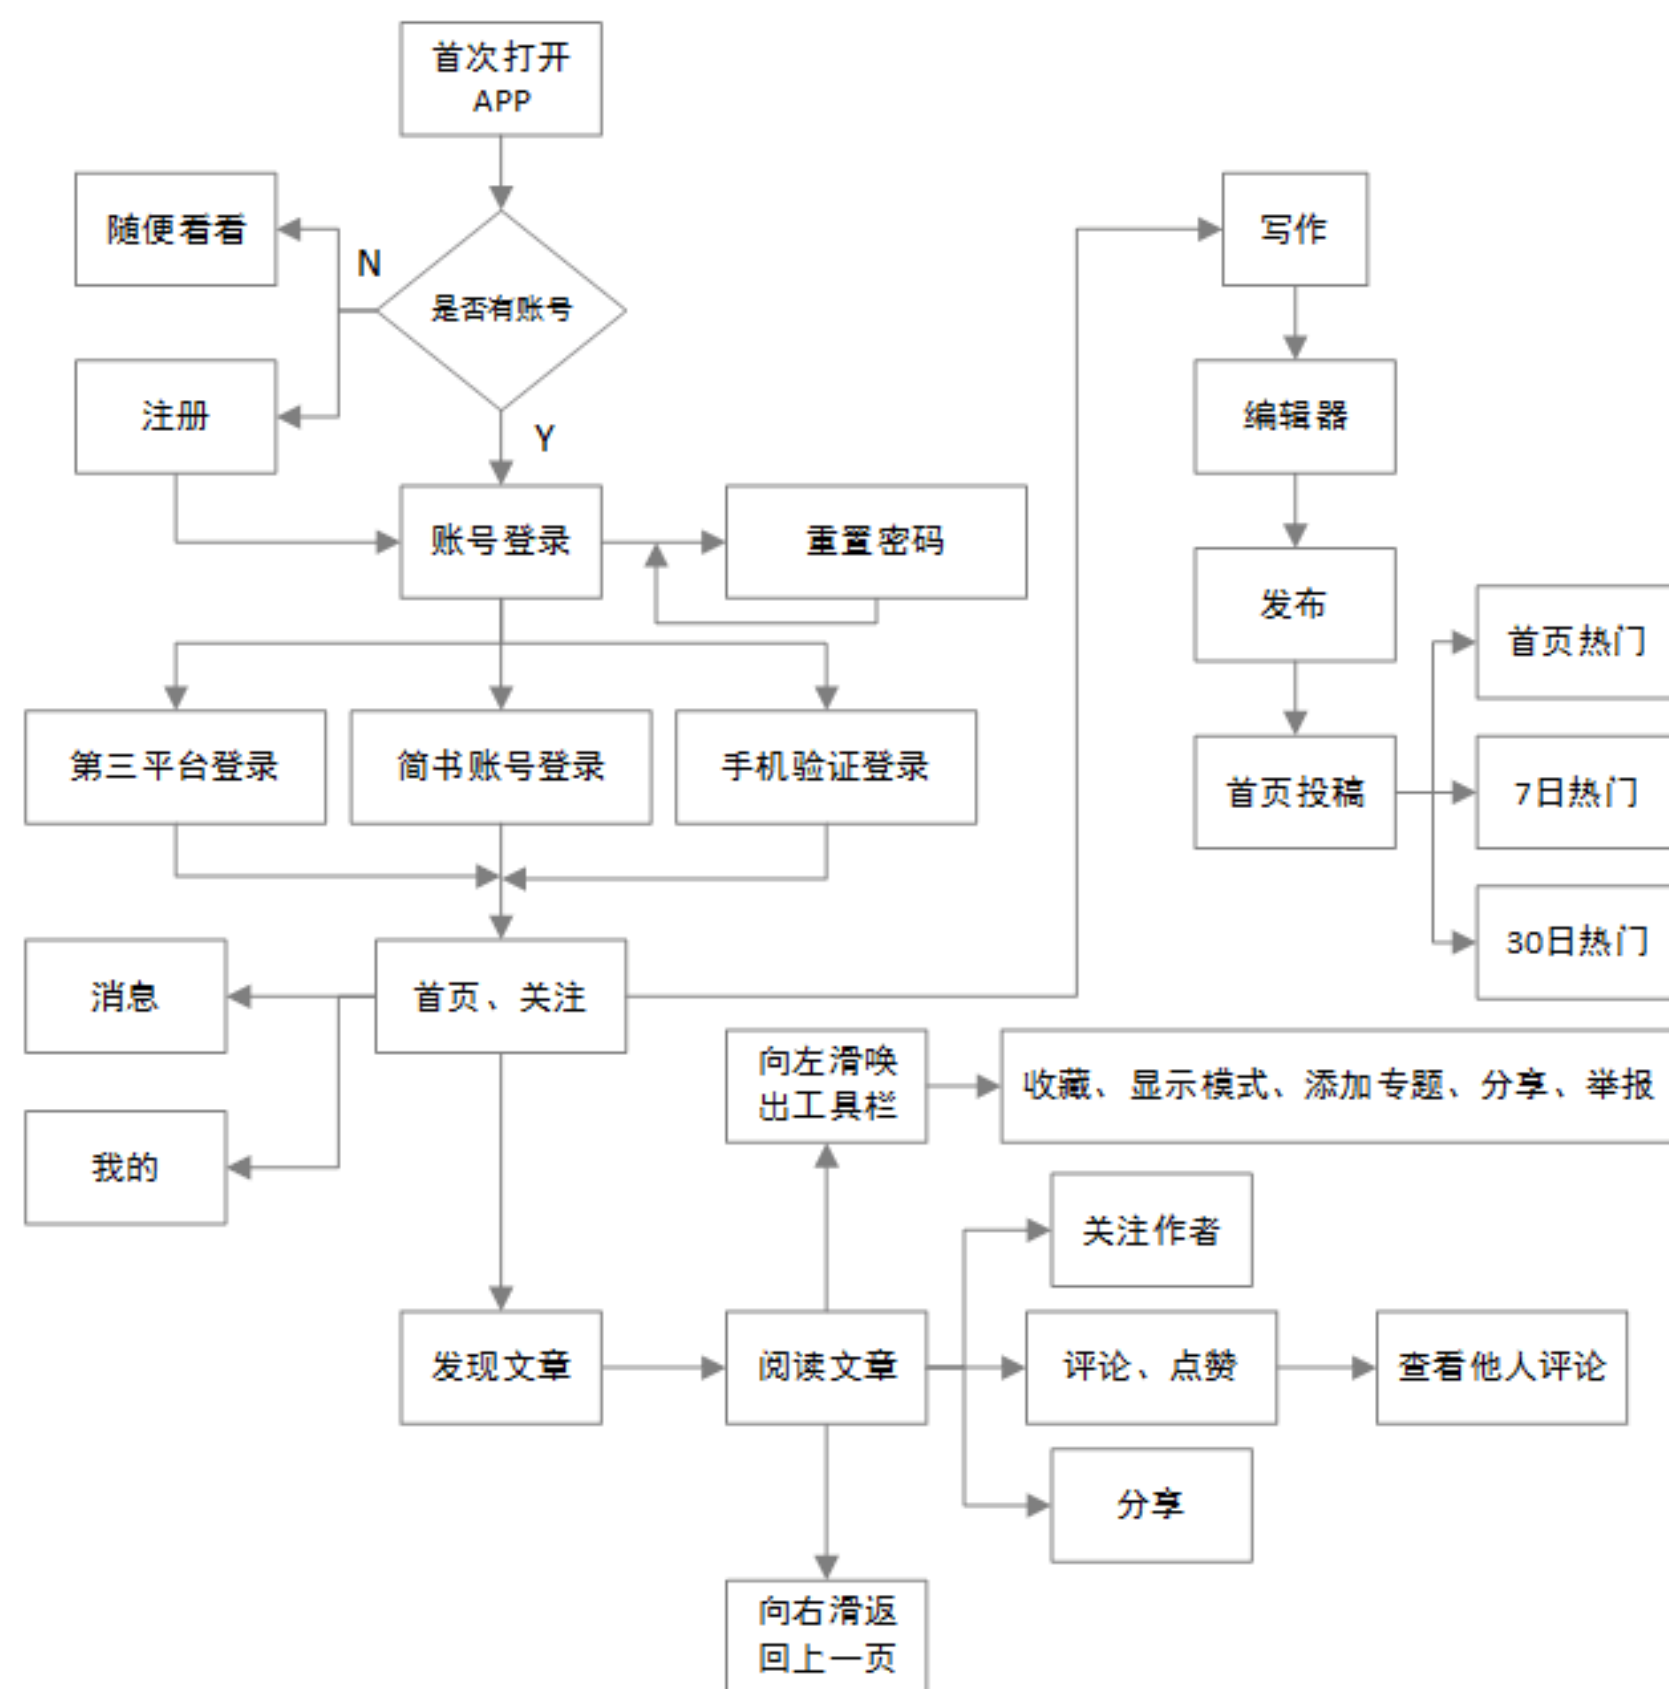 首次打开
APP
随便看看
N
是否有账号
注册
Y
账号登录
重置密码
第三平台登录
简书账号登录
手机验证登录
消息
首页、关注
我的
写作
编辑器
发布
首页投稿
首页热门
7日热门
30日热门
向左滑唤
出工具栏
收藏、显示模式、添加专题、分享、举报
关注作者
发现文章
阅读文章
评论、点赞
查看他人评论
分享
向右滑返
回上一页